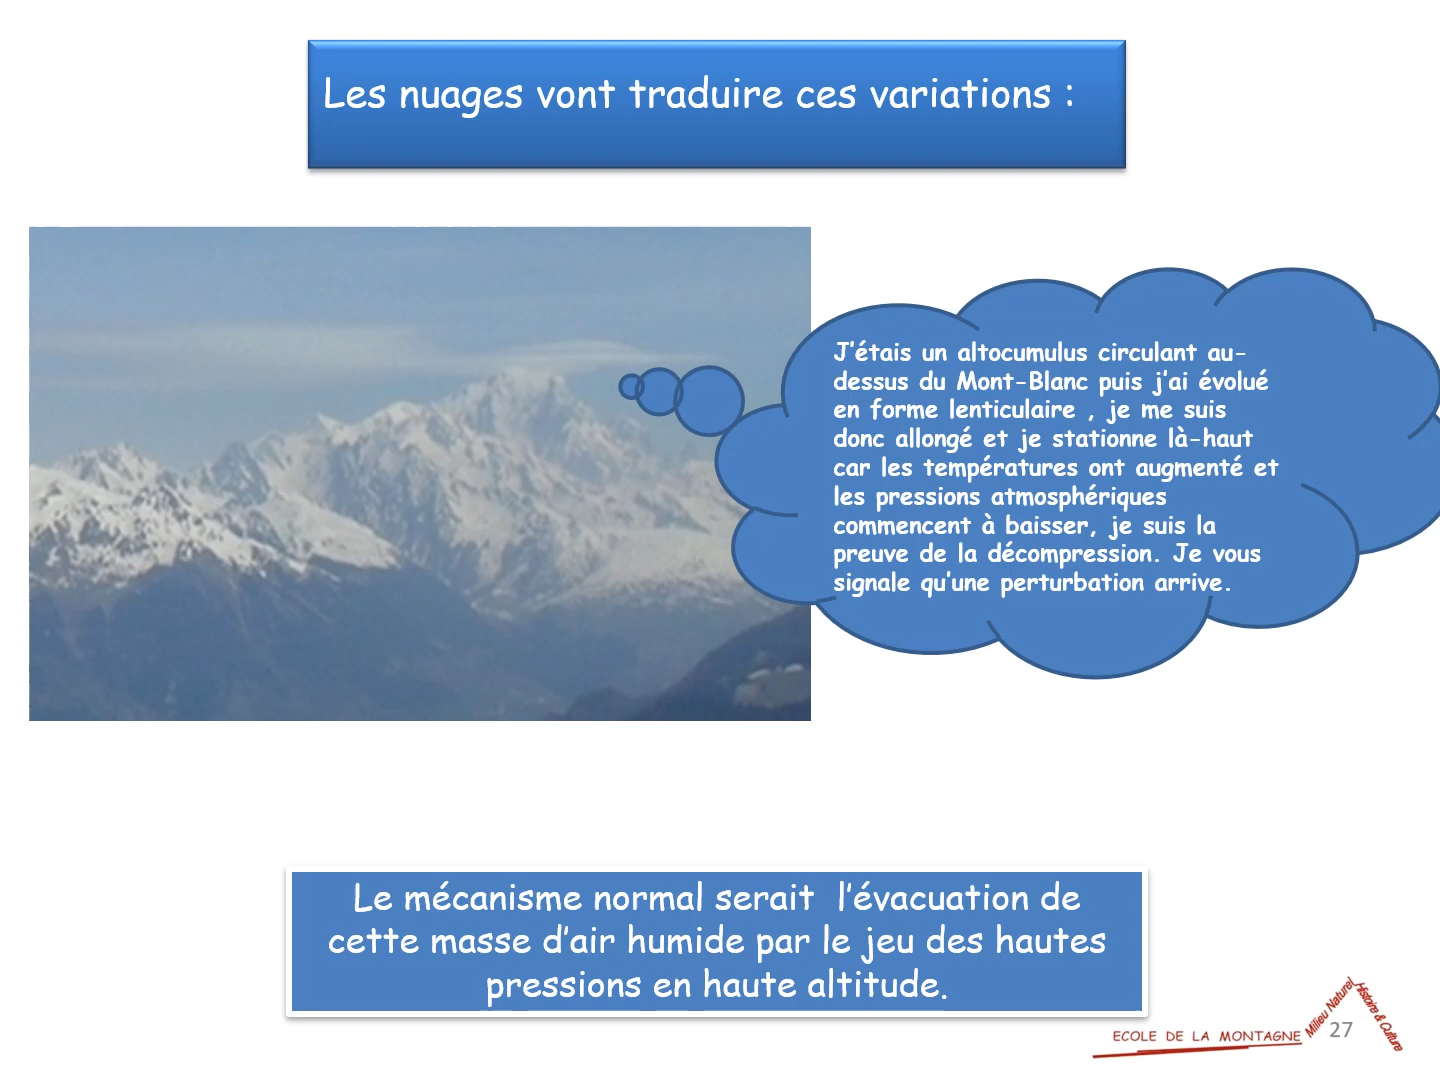 Les nuages vont traduire ces variations :
J’étais un altocumulus circulant au-
dessus du Mont-Blanc puis j’ai évolué
en forme lenticulaire , je me suis
donc allongé et je stationne là-haut
car les températures ont augmenté et
les pressions atmosphériques
commencent à baisser, je suis la
preuve de la décompression. Je vous
signale qu’une perturbation arrive.
Le mécanisme normal serait  l’évacuation de
cette masse d’air humide par le jeu des hautes
pressions en haute altitude.
ECOLE DE LA MONTAGNE
Milieu Naturel
Histoire & Culture
27